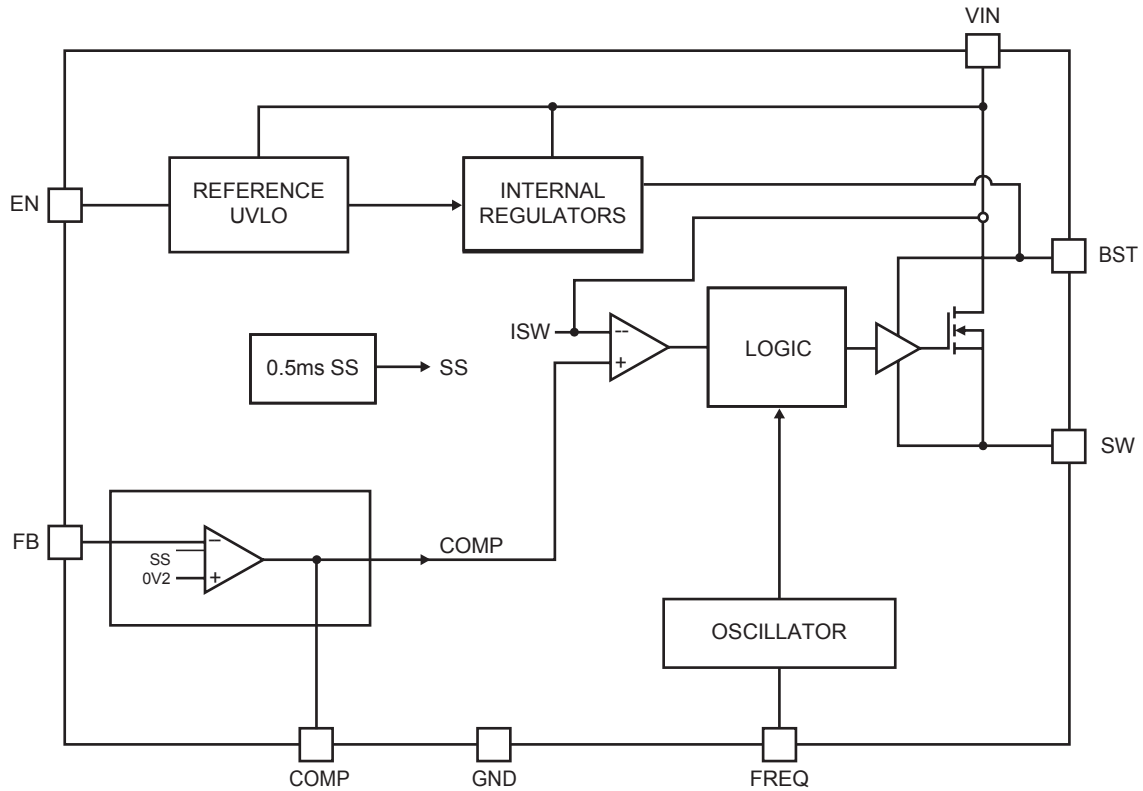 VIN
REFERENCE
UVLO
INTERNAL
REGULATORS
EN
BST
ISW
--
+
LOGIC
0.5ms SS
SS
SW
FB
−
SS
0V2
+
COMP
OSCILLATOR
COMP
GND
FREQ